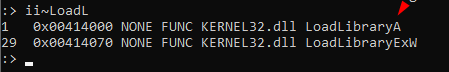 :> ii~LoadL
1   0x00414000 NONE FUNC KERNEL32.dll LoadLibraryA
29  0x00414070 NONE FUNC KERNEL32.dll LoadLibraryExW
:>